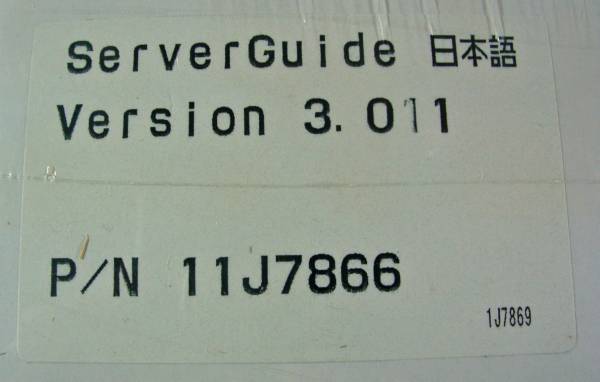 ServerGuide 日本語
Version 3.011
P/N 11J7866
1J7869